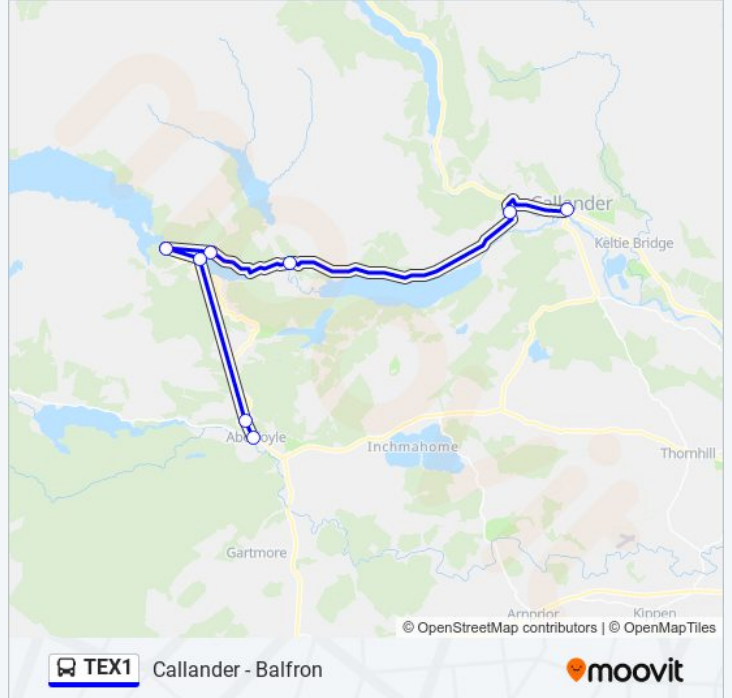 Callander
Keltie Bridge
Aberfoyle
Inchmahome
Thornhill
Gartmore
Arnprior
Kippen
© OpenStreetMap contributors | © OpenMapTiles
TEX1 Callander - Balfron
moovit